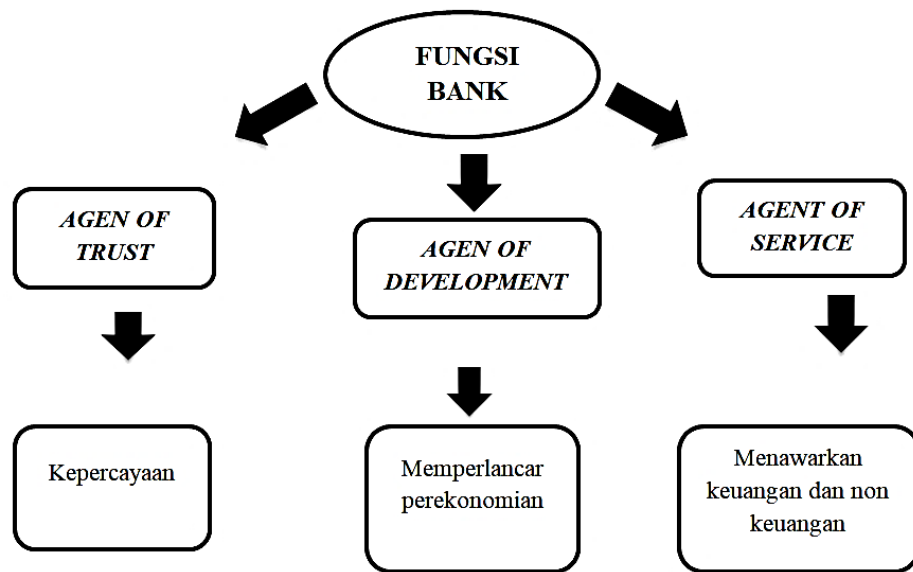 FUNGSI
BANK
AGEN OF
TRUST
AGEN OF
DEVELOPMENT
AGENT OF
SERVICE
Kepercayaan
Memperlancar
perekonomian
Menawarkan
keuangan dan non
keuangan